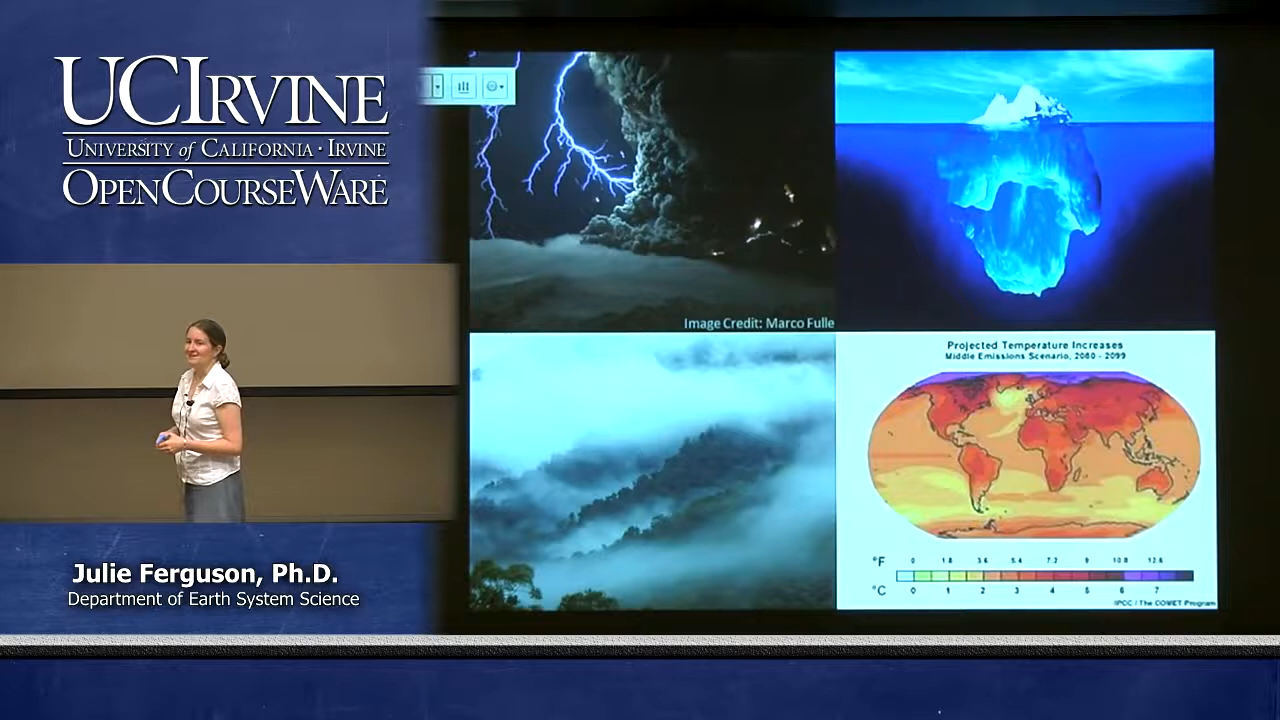 UCIRVINE
UNIVERSITY of CALIFORNIA · IRVINE
OPENCOURSEWARE
Image Credit: Marco Fulle
Projected Temperature Increases
Middle Emissions Scenario, 2080 - 2099
°F 0 1.8 3.6 5.4 7.2 9 10.8 12.6
°C 0 1 2 3 4 5 6 7
IPCC / The COMET Program
Julie Ferguson, Ph.D.
Department of Earth System Science